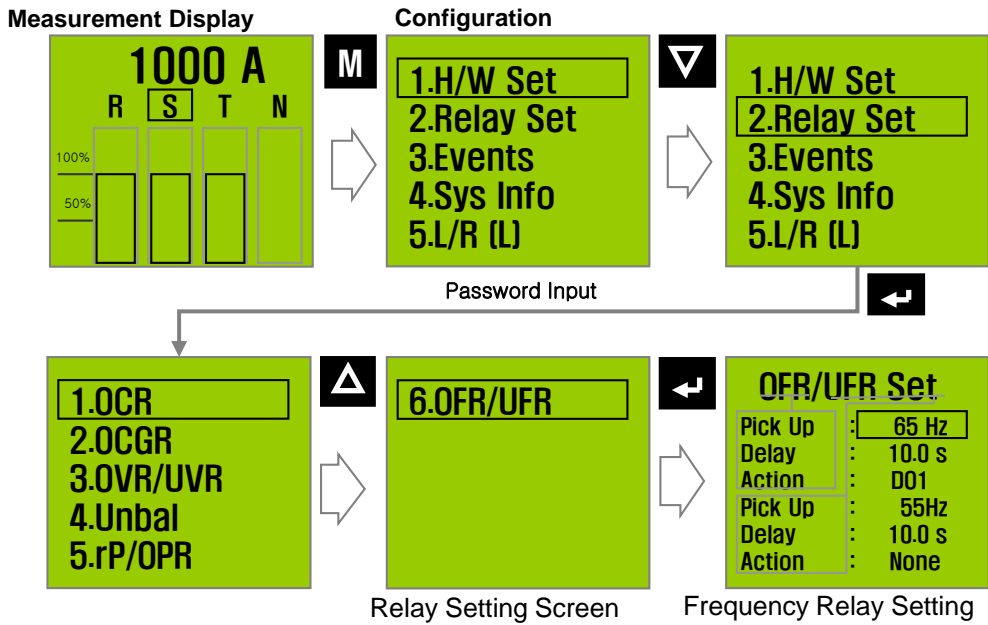 Measurement Display
Configuration
1000 A
R S T N
100%
50%
M
1.H/W Set
2.Relay Set
3.Events
4.Sys Info
5.L/R (L)
1.H/W Set
2.Relay Set
3.Events
4.Sys Info
5.L/R (L)
Password Input
1.OCR
2.OCGR
3.OVR/UVR
4.Unbal
5.rP/OPR
6.OFR/UFR
OFR/UFR Set
Pick Up : 65 Hz
Delay : 10.0 s
Action : DO1
Pick Up : 55Hz
Delay : 10.0 s
Action : None
Relay Setting Screen
Frequency Relay Setting